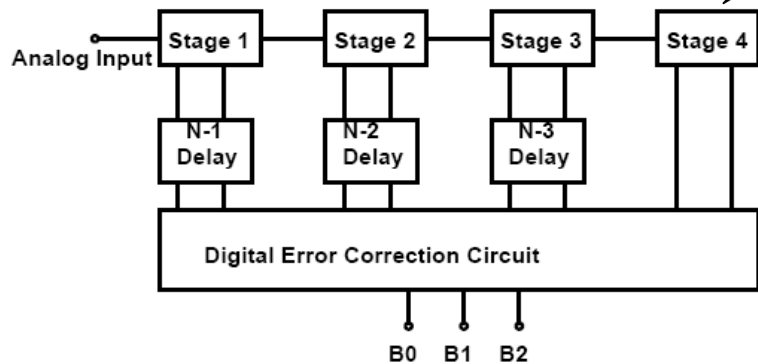 Stage 1
Stage 2
Stage 3
Stage 4
Analog Input
N-1
Delay
N-2
Delay
N-3
Delay
Digital Error Correction Circuit
B0
B1
B2